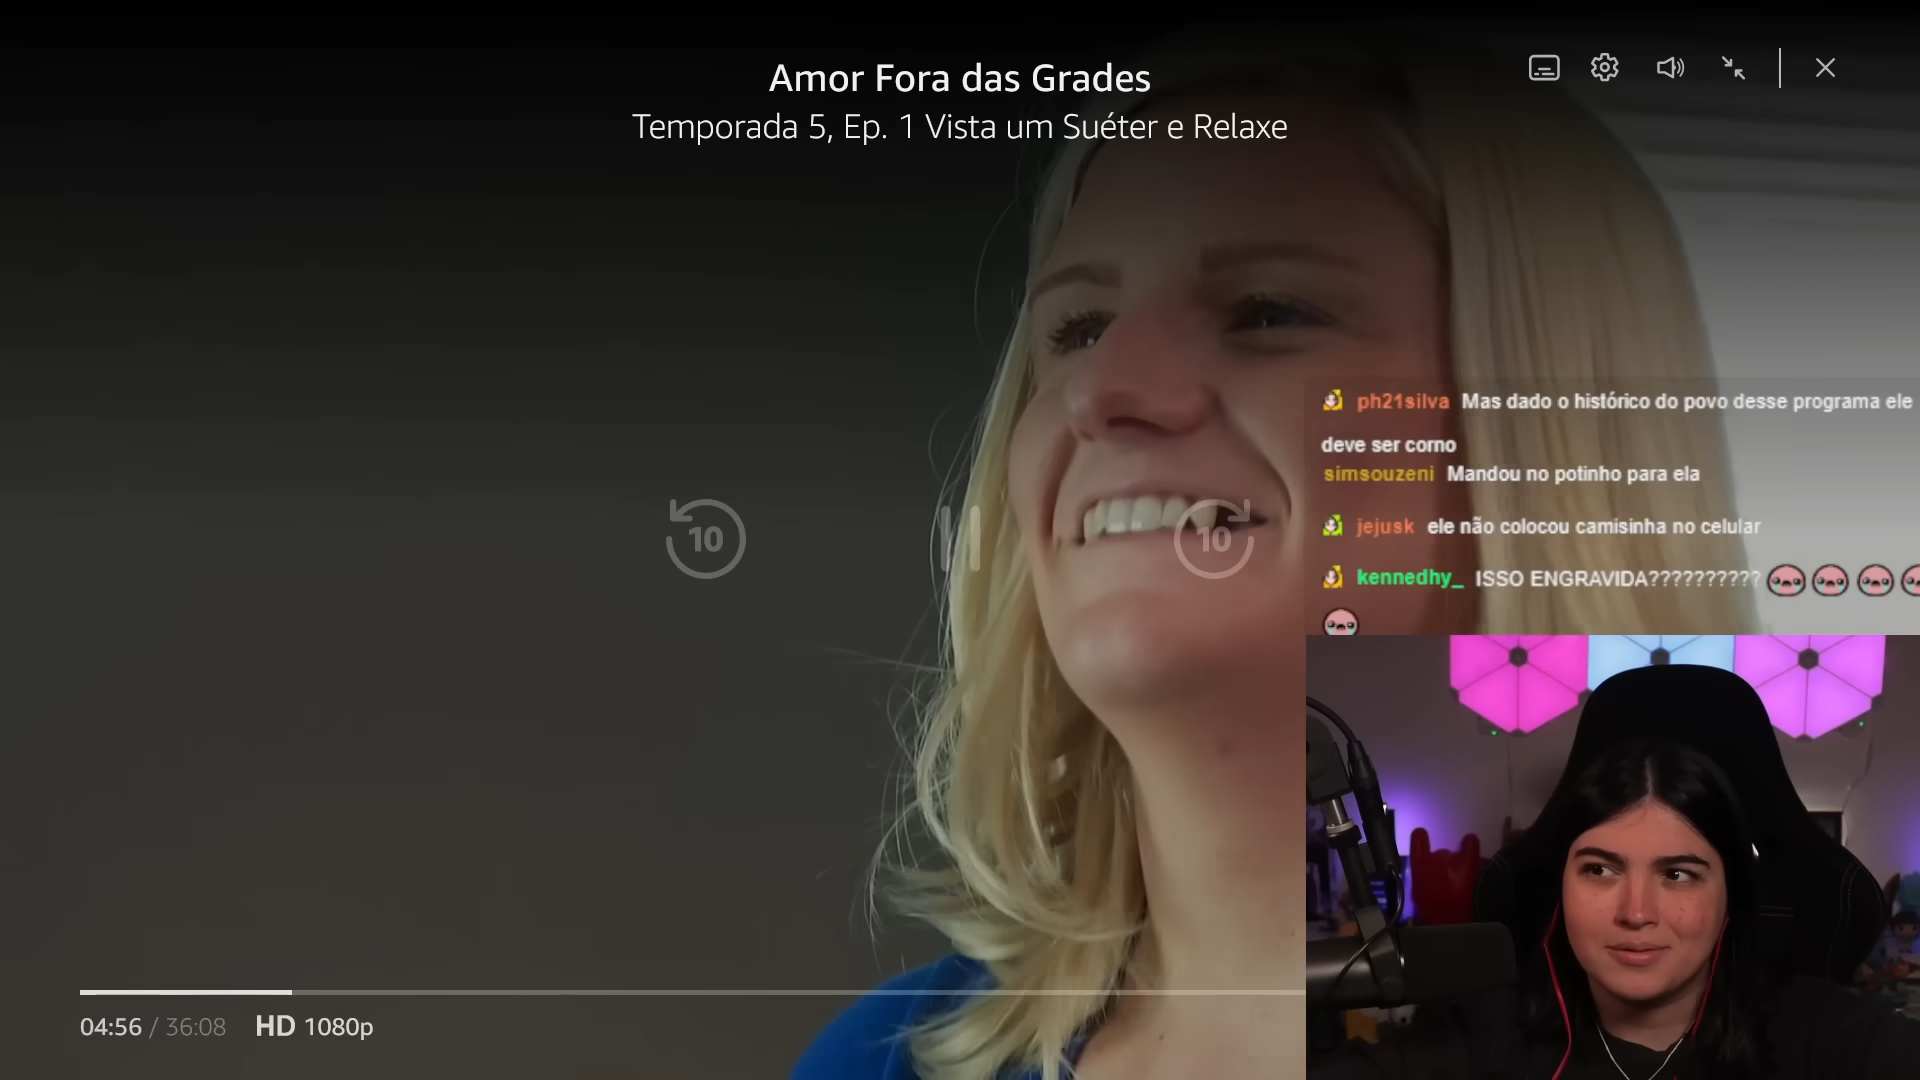 Amor Fora das Grades
Temporada 5, Ep. 1 Vista um Suéter e Relaxe
10
10
ph21silva Mas dado o histórico do povo desse programa ele
deve ser corno
simsouzeni Mandou no potinho para ela
jejusk ele não colocou camisinha no celular
kennedhy_ ISSO ENGRAVIDA??????????
04:56 / 36:08 HD 1080p